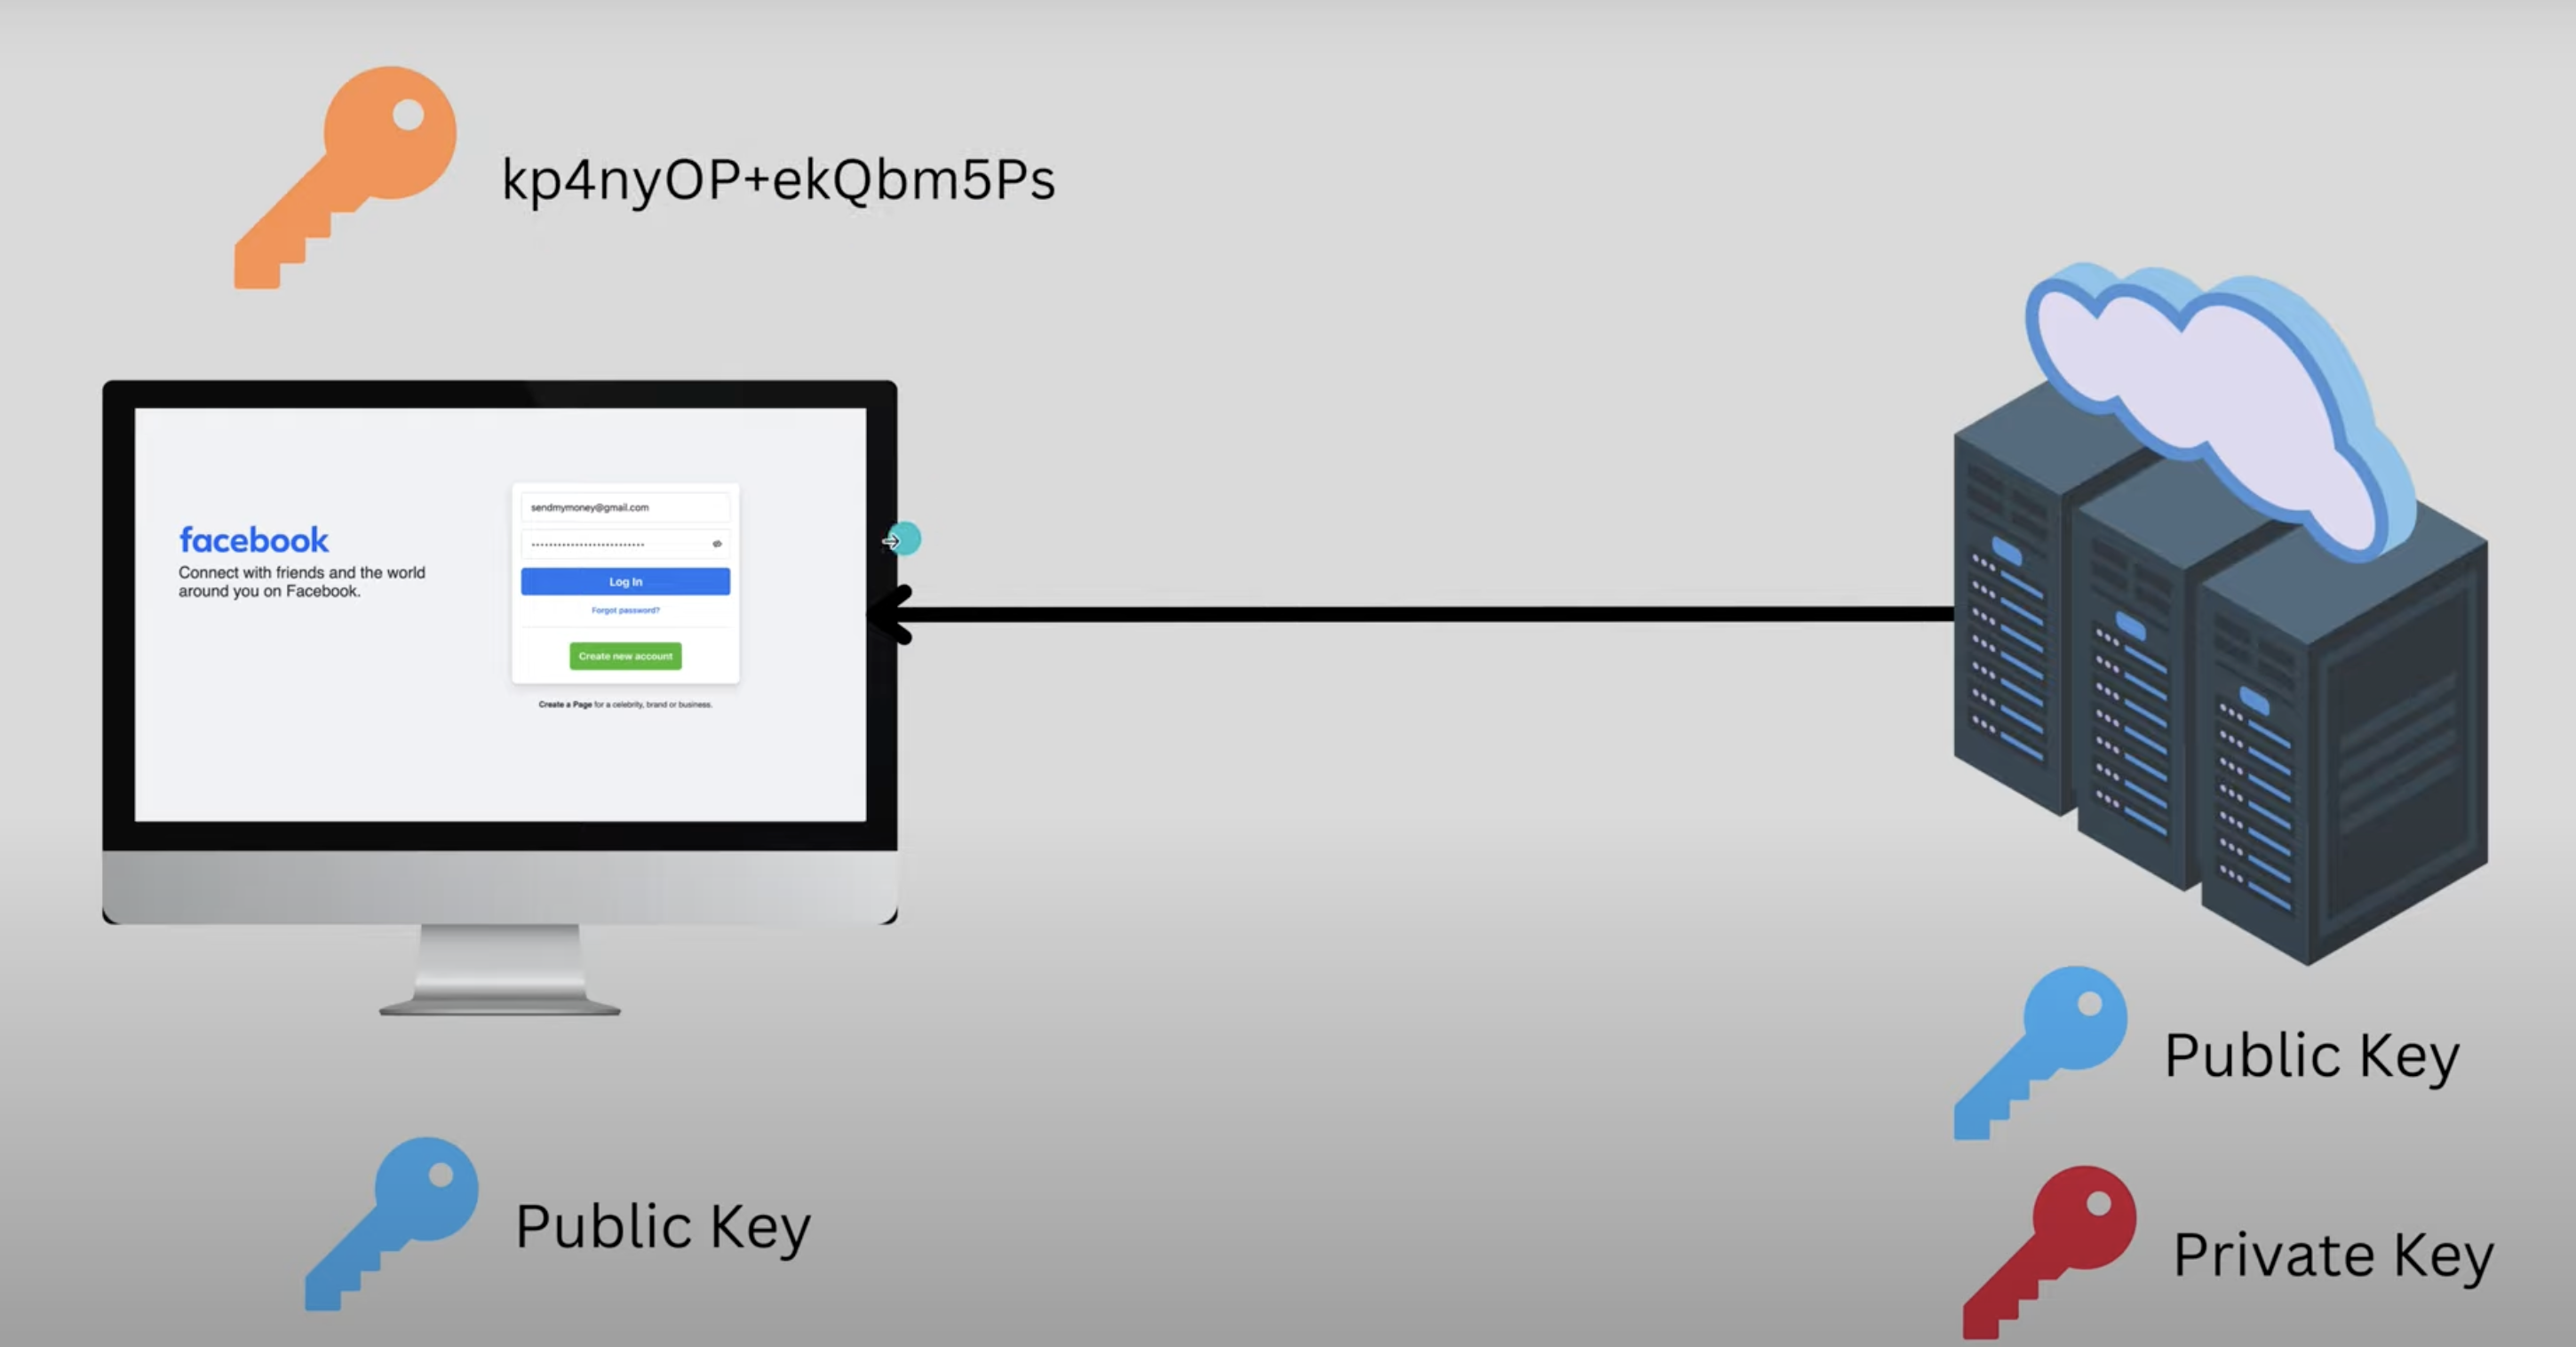 kp4nyOP+ekQbm5Ps
facebook
Connect with friends and the world
around you on Facebook.
sendmymoney@gmail.com
Log In
Forgot password?
Create new account
Create a Page for a celebrity, brand or business.
Public Key
Public Key
Private Key